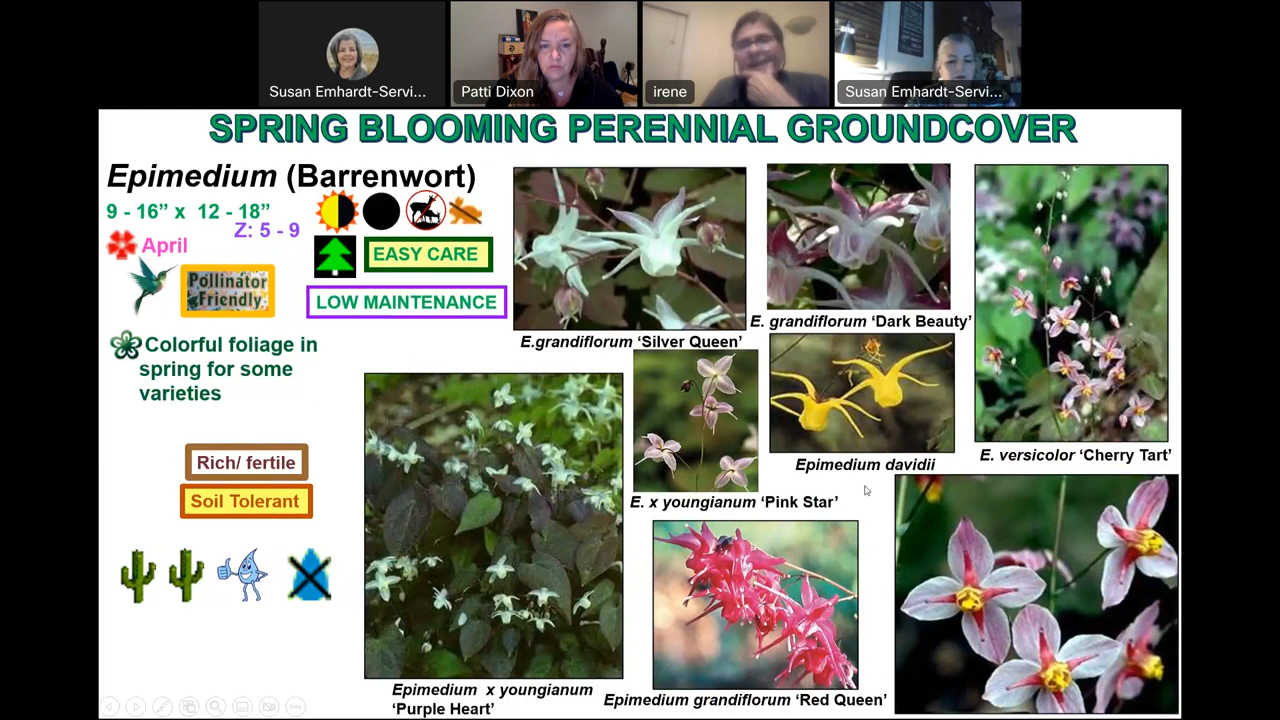 Susan Emhardt-Servi...
Patti Dixon
irene
Susan Emhardt-Servi...
SPRING BLOOMING PERENNIAL GROUNDCOVER
Epimedium (Barrenwort)
9 - 16” x 12 - 18”
Z: 5 - 9
April
EASY CARE
Pollinator
Friendly
LOW MAINTENANCE
Colorful foliage in
spring for some
varieties
Rich/ fertile
Soil Tolerant
E.grandiflorum ‘Silver Queen’
E. grandiflorum ‘Dark Beauty’
E. versicolor ‘Cherry Tart’
Epimedium davidii
E. x youngianum ‘Pink Star’
Epimedium x youngianum
‘Purple Heart’
Epimedium grandiflorum ‘Red Queen’